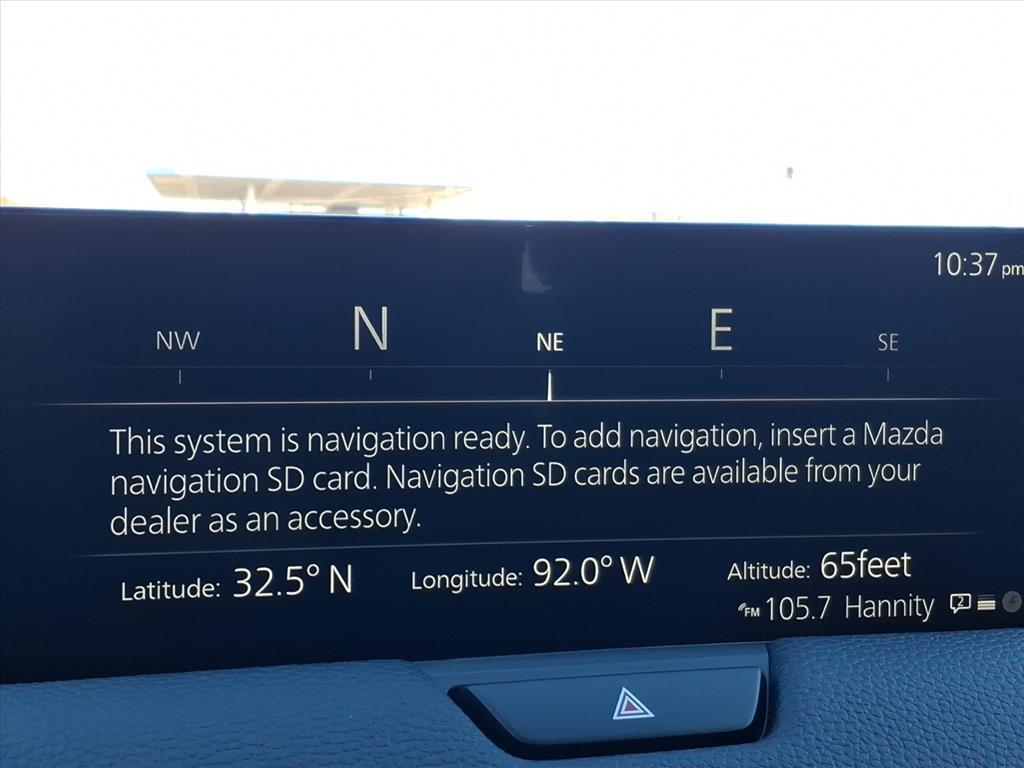 10:37 pm
NW N NE E SE
This system is navigation ready. To add navigation, insert a Mazda
navigation SD card. Navigation SD cards are available from your
dealer as an accessory.
Latitude: 32.5° N Longitude: 92.0° W Altitude: 65feet
FM 105.7 Hannity 2